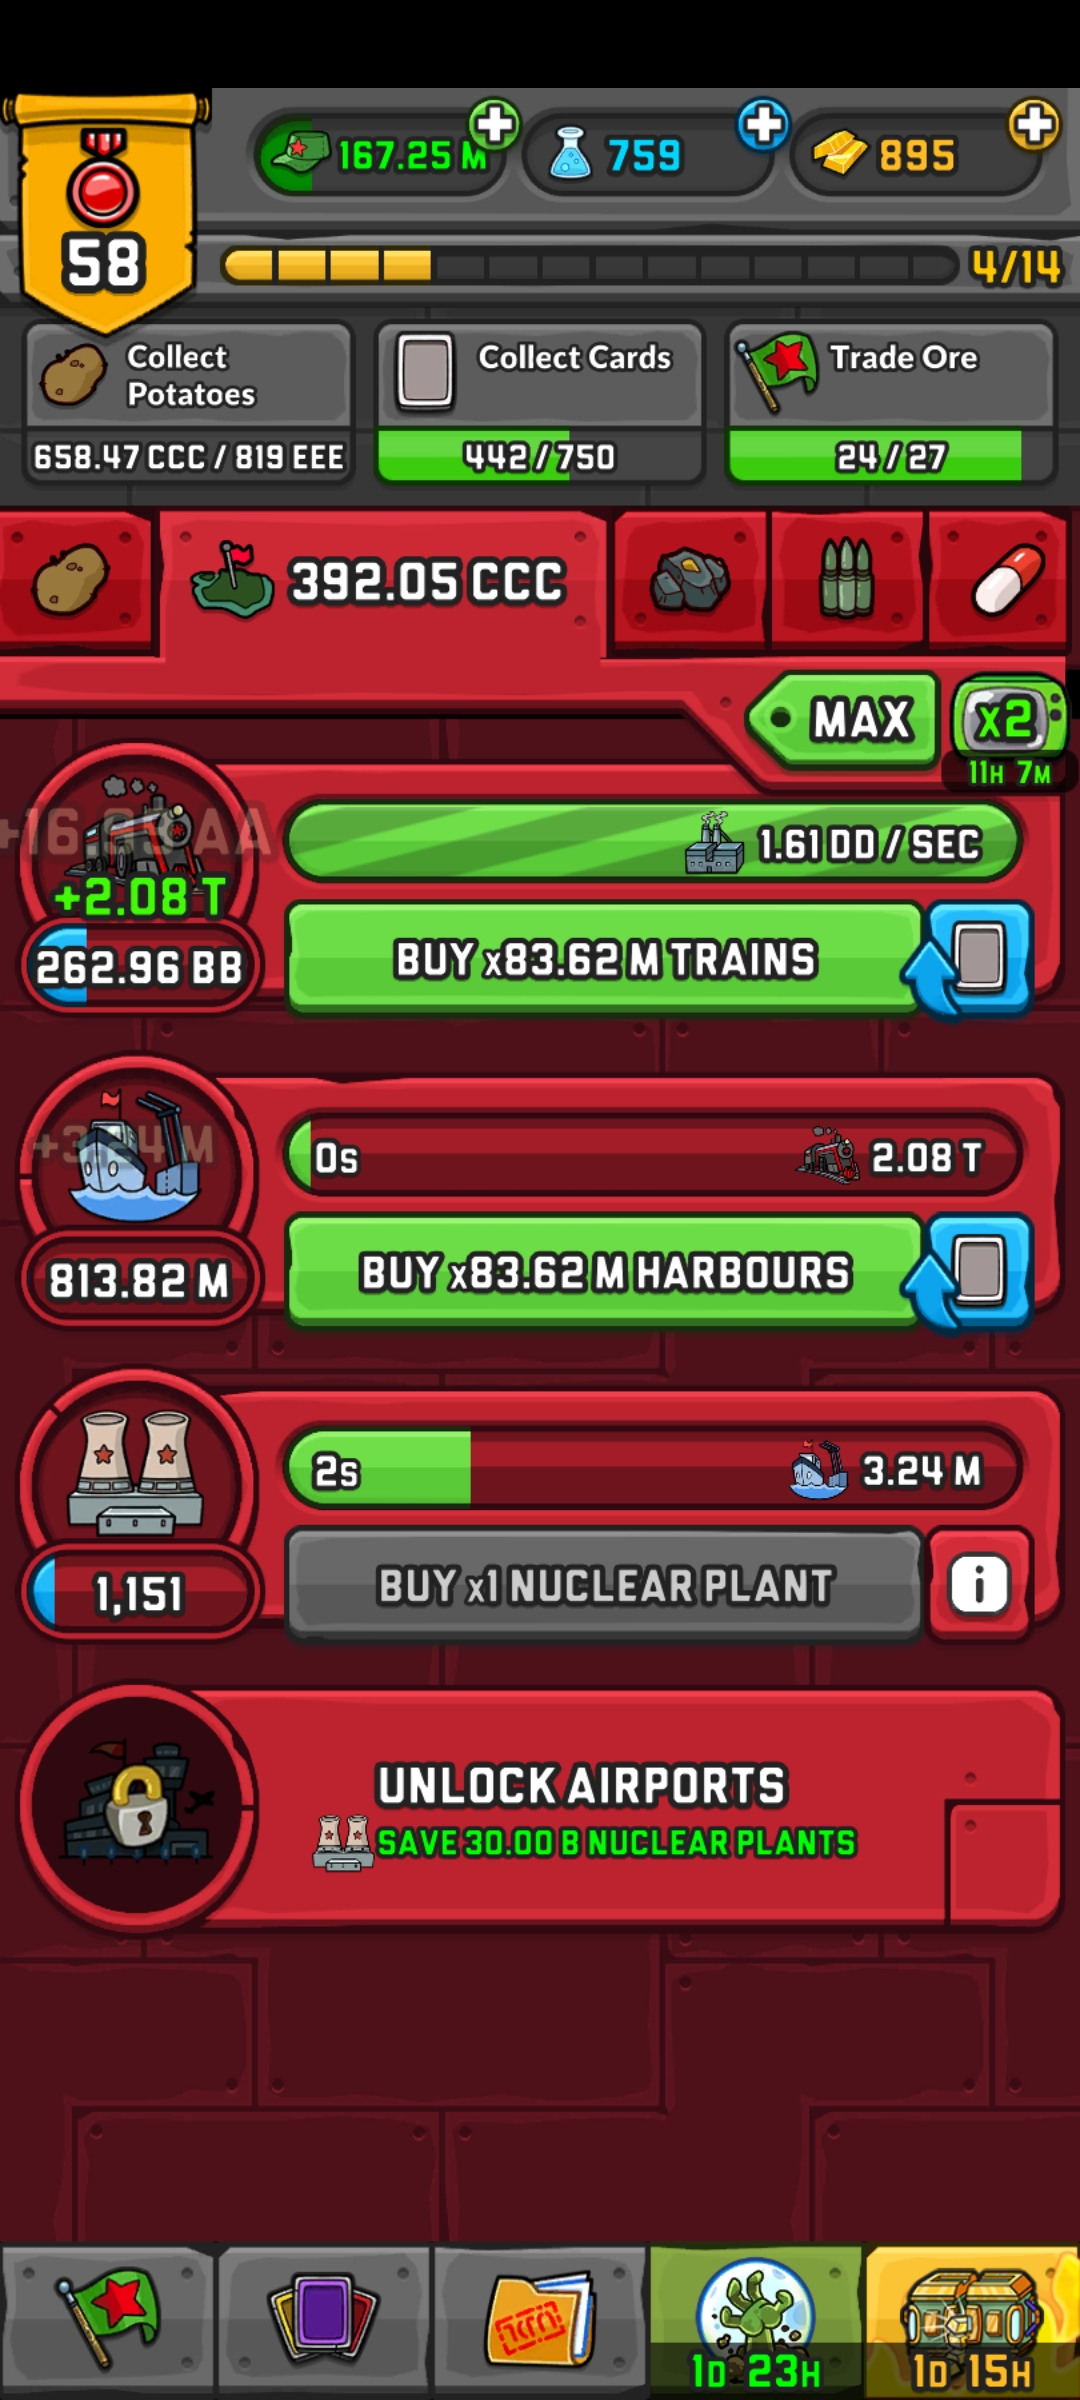 167.25 M
759
895
58
4/14
Collect
Potatoes
658.47 CCC / 819 EEE
Collect Cards
442/750
Trade Ore
24/27
392.05 CCC
MAX
x2
11H 7M
+2.08 T
262.96 BB
1.61 DD / SEC
BUY x83.62 M TRAINS
+3.24 M
813.82 M
0s
2.08 T
BUY x83.62 M HARBOURS
1,151
2s
3.24 M
BUY x1 NUCLEAR PLANT
i
UNLOCK AIRPORTS
SAVE 30.00 B NUCLEAR PLANTS
1D 23H
1D 15H